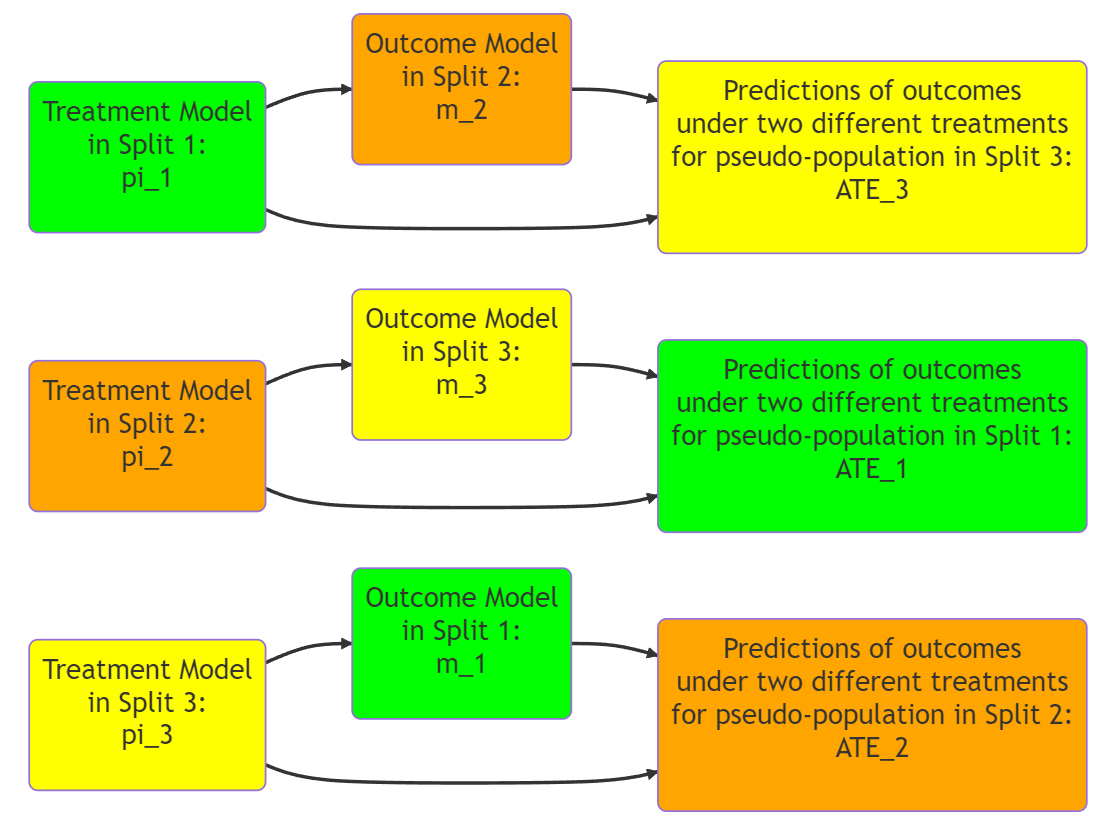 Treatment Model
in Split 1:
pi_1
Outcome Model
in Split 2:
m_2
Predictions of outcomes
under two different treatments
for pseudo-population in Split 3:
ATE_3
Treatment Model
in Split 2:
pi_2
Outcome Model
in Split 3:
m_3
Predictions of outcomes
under two different treatments
for pseudo-population in Split 1:
ATE_1
Treatment Model
in Split 3:
pi_3
Outcome Model
in Split 1:
m_1
Predictions of outcomes
under two different treatments
for pseudo-population in Split 2:
ATE_2